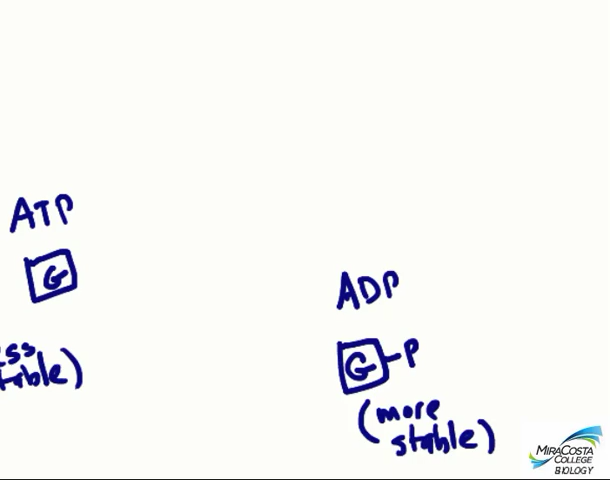 ATP
G
ADP
G-P
(more
stable)
MIRACOSTA
COLLEGE
BIOLOGY